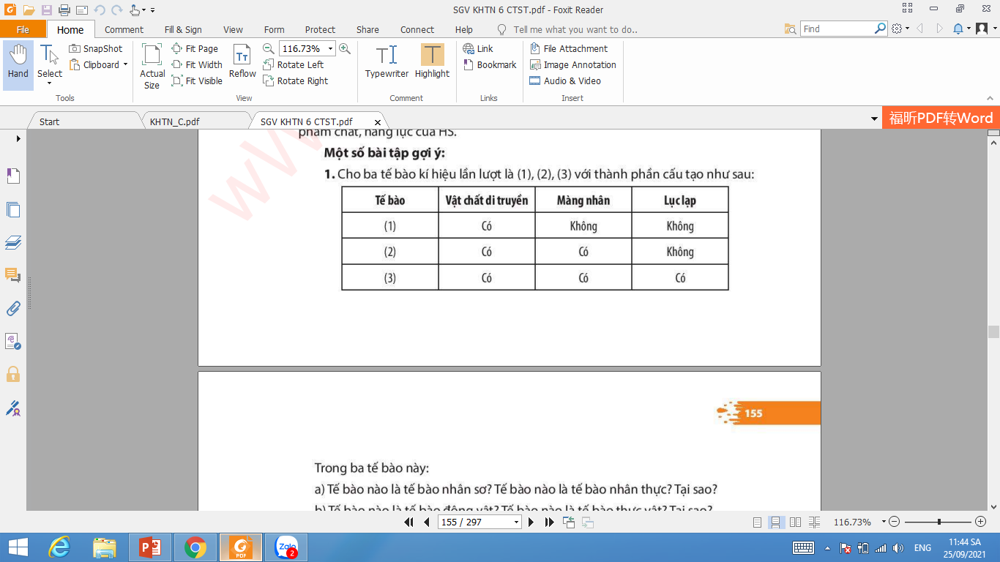 SGV KHTN 6 CTST.pdf - Foxit Reader
File Home Comment Fill & Sign View Form Protect Share Connect Help Tell me what you want to do.. Find
Hand
Select
SnapShot
Clipboard
Tools
Actual Size
Fit Page
Fit Width
Fit Visible
Reflow
116.73%
Rotate Left
Rotate Right
View
Typewriter
Highlight
Comment
Link
Bookmark
Links
File Attachment
Image Annotation
Audio & Video
Insert
Start KHTN_C.pdf SGV KHTN 6 CTST.pdf 福昕PDF转Word
phẩm chất, năng lực của HS.
Một số bài tập gợi ý:
1. Cho ba tế bào kí hiệu lần lượt là (1), (2), (3) với thành phần cấu tạo như sau:
Tế bào Vật chất di truyền Màng nhân Lục lạp
(1) Có Không Không
(2) Có Có Không
(3) Có Có Có
155
Trong ba tế bào này:
a) Tế bào nào là tế bào nhân sơ? Tế bào nào là tế bào nhân thực? Tại sao?
b) Tế bào nào là tế bào động vật? Tế bào nào là tế bào thực vật? Tại sao?
155 / 297 116.73%
Zalo 2
PDF
ENG
11:44 SA
25/09/2021